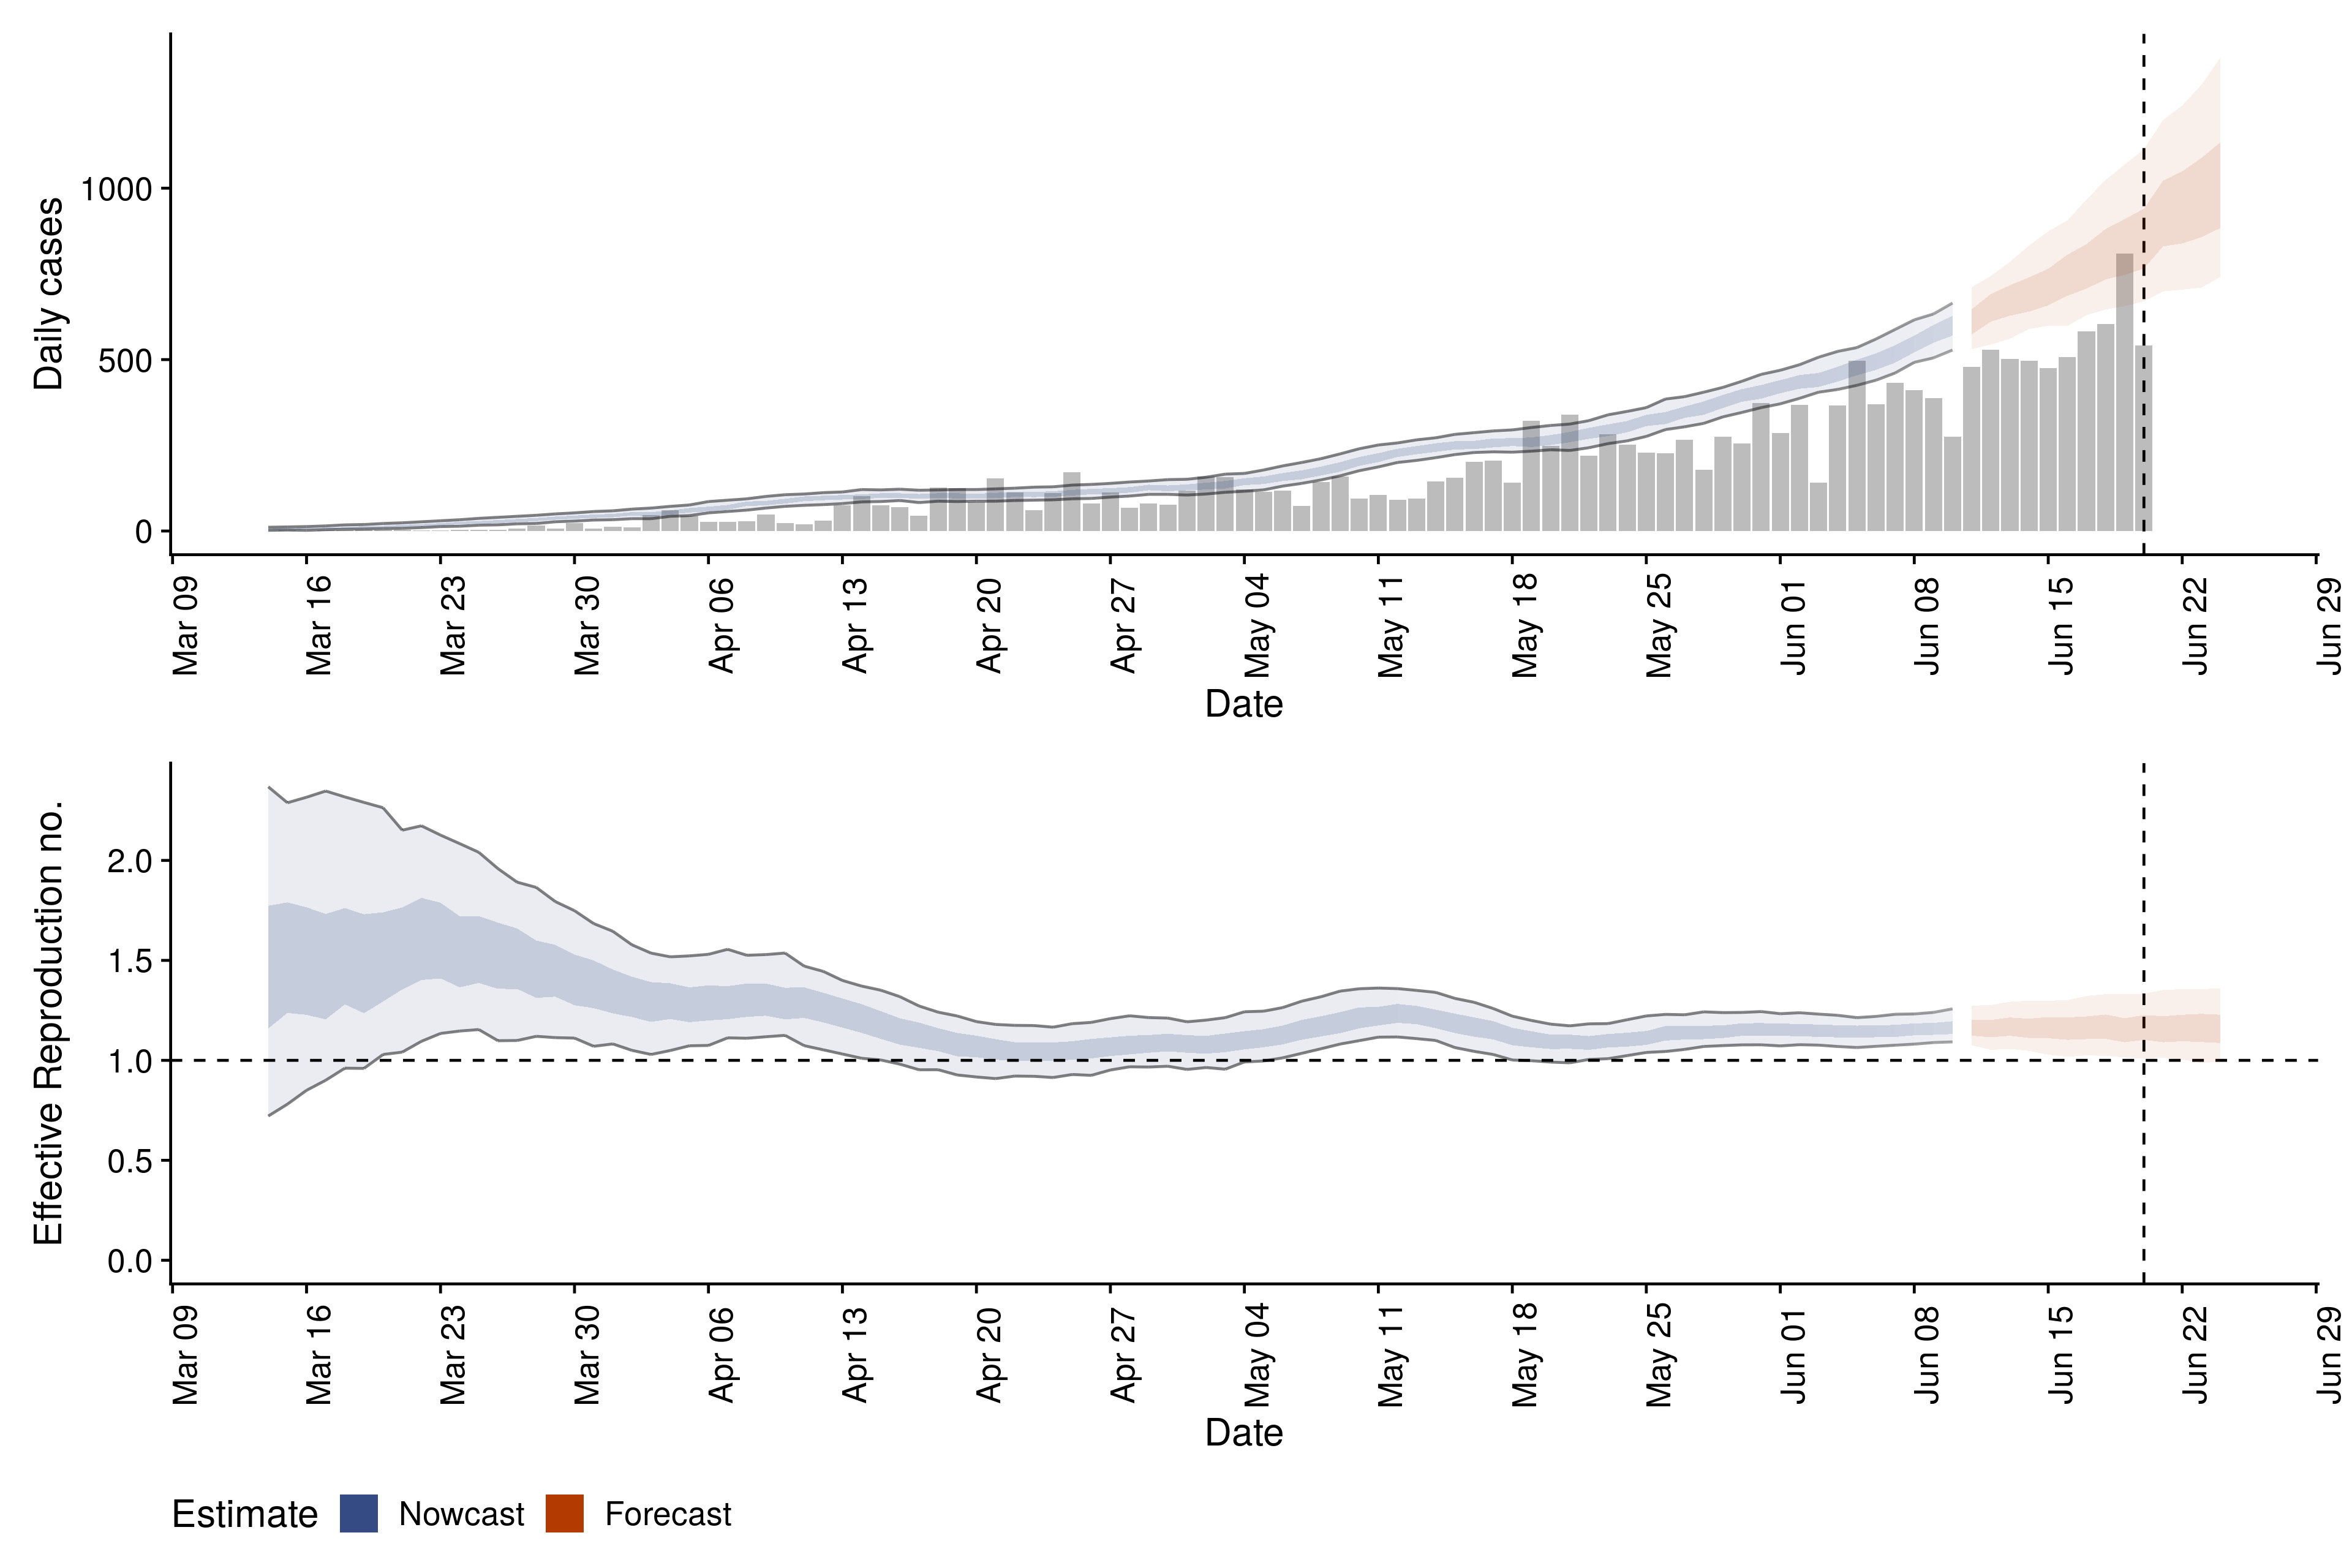 Daily cases
1000
500
0
Mar 09 Mar 16 Mar 23 Mar 30 Apr 06 Apr 13 Apr 20 Apr 27 May 04 May 11 May 18 May 25 Jun 01 Jun 08 Jun 15 Jun 22 Jun 29
Date
Effective Reproduction no.
2.0
1.5
1.0
0.5
0.0
Mar 09 Mar 16 Mar 23 Mar 30 Apr 06 Apr 13 Apr 20 Apr 27 May 04 May 11 May 18 May 25 Jun 01 Jun 08 Jun 15 Jun 22 Jun 29
Date
Estimate Nowcast Forecast